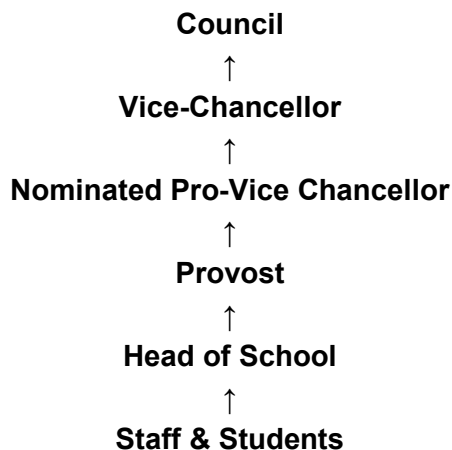 Council
↑
Vice-Chancellor
↑
Nominated Pro-Vice Chancellor
↑
Provost
↑
Head of School
↑
Staff & Students